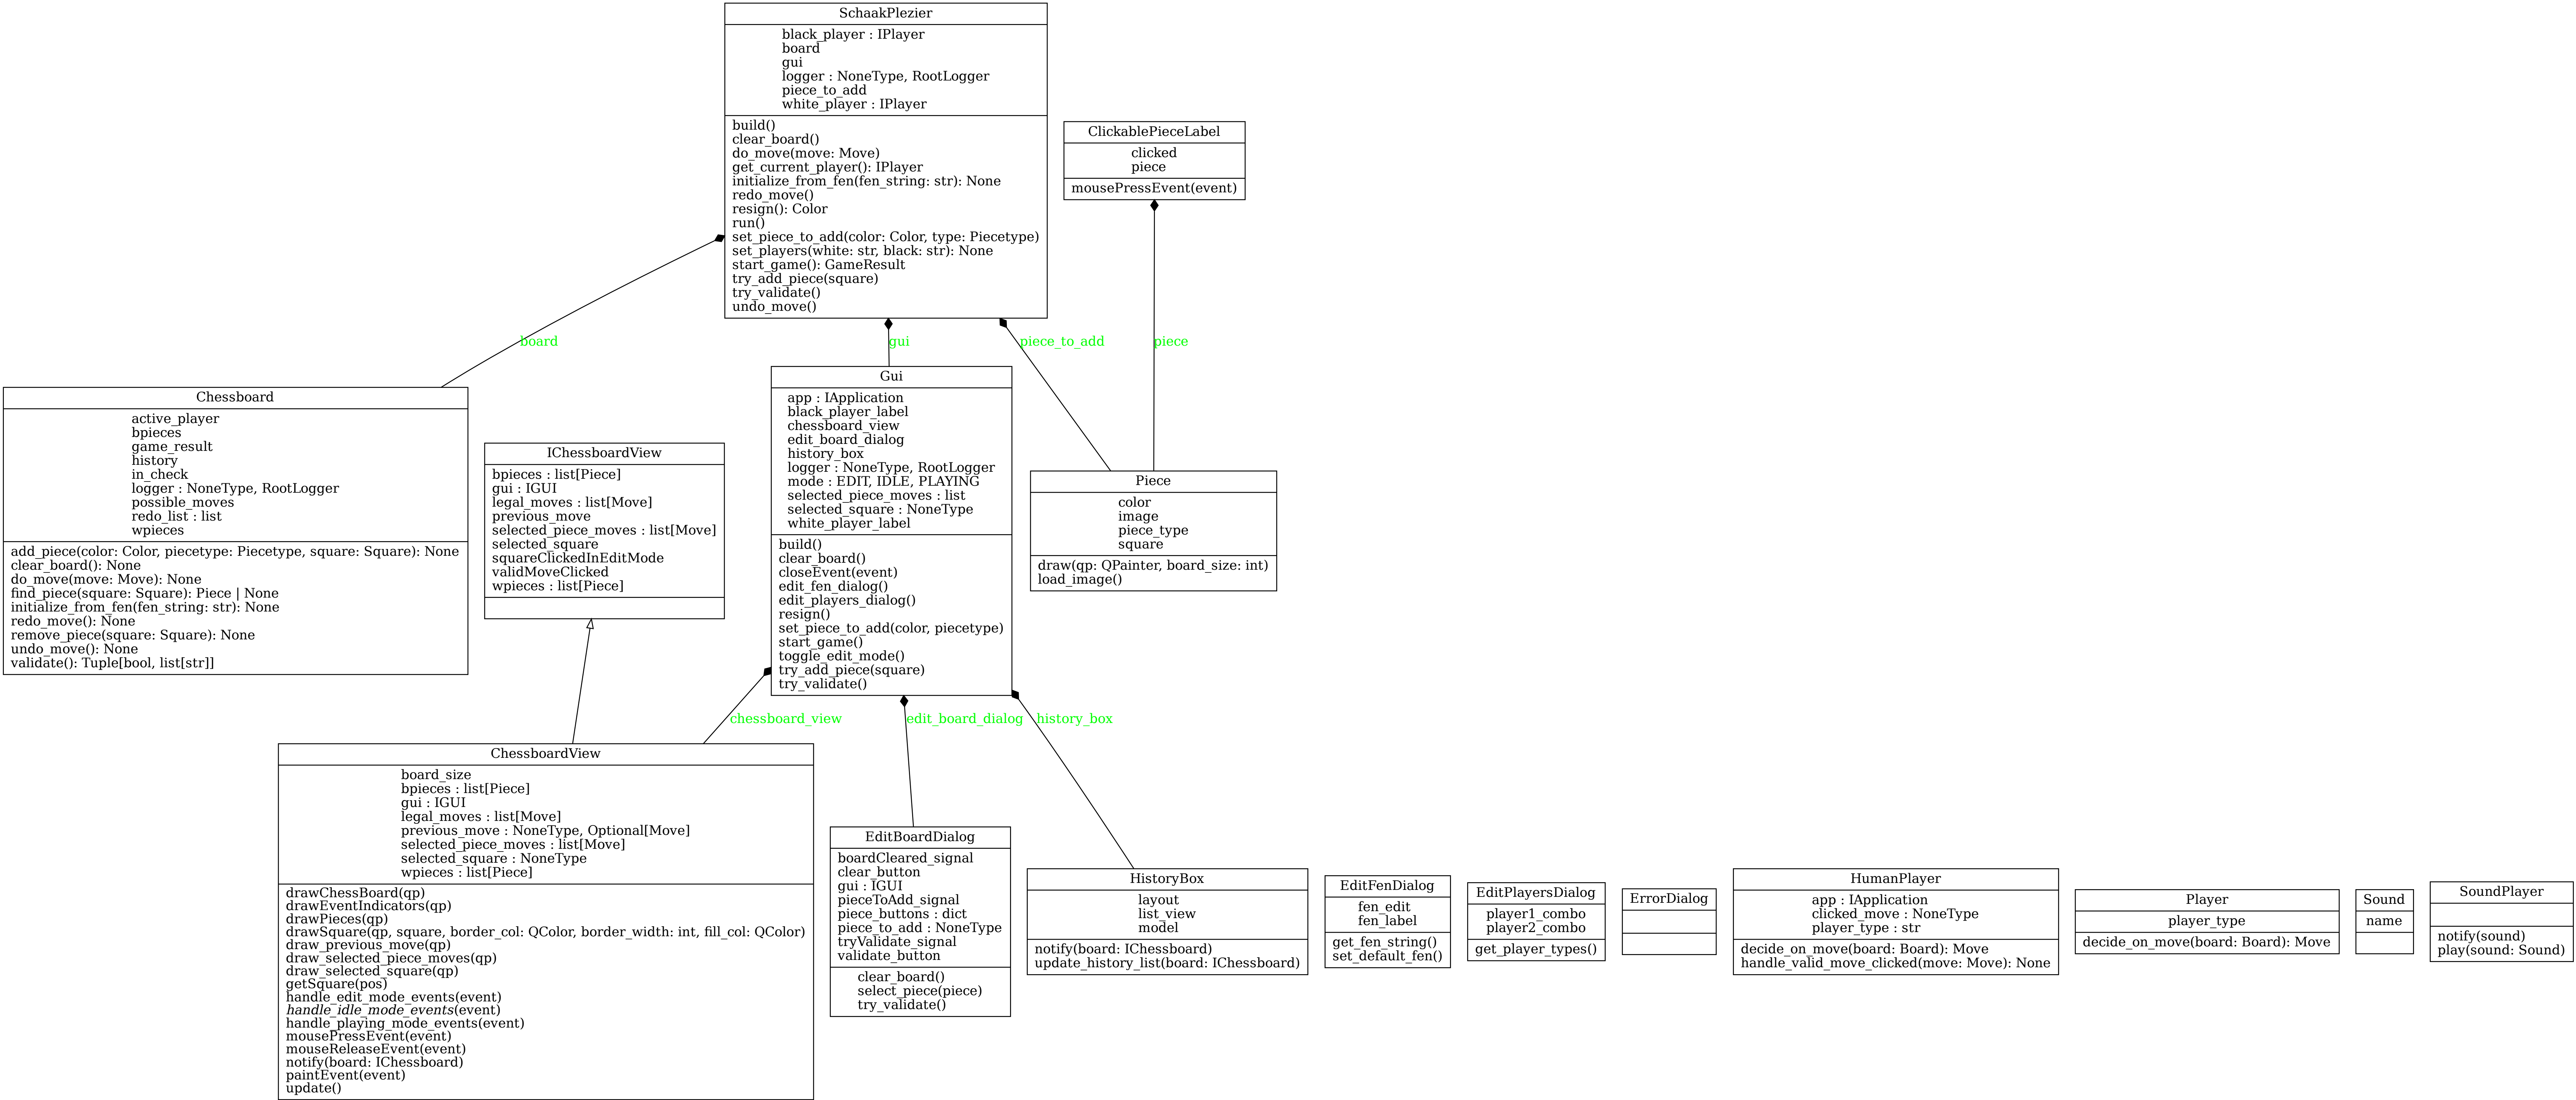 SchaakPlezier
black_player : IPlayer
board
gui
logger : NoneType, RootLogger
piece_to_add
white_player : IPlayer
build()
clear_board()
do_move(move: Move)
get_current_player(): IPlayer
initialize_from_fen(fen_string: str): None
redo_move()
resign(): Color
run()
set_piece_to_add(color: Color, type: Piecetype)
set_players(white: str, black: str): None
start_game(): GameResult
try_add_piece(square)
try_validate()
undo_move()
ClickablePieceLabel
clicked
piece
mousePressEvent(event)
board
gui
piece_to_add
piece
Chessboard
active_player
bpieces
game_result
history
in_check
logger : NoneType, RootLogger
possible_moves
redo_list : list
wpieces
add_piece(color: Color, piecetype: Piecetype, square: Square): None
clear_board(): None
do_move(move: Move): None
find_piece(square: Square): Piece | None
initialize_from_fen(fen_string: str): None
redo_move(): None
remove_piece(square: Square): None
undo_move(): None
validate(): Tuple[bool, list[str]]
IChessboardView
bpieces : list[Piece]
gui : IGUI
legal_moves : list[Move]
previous_move
selected_piece_moves : list[Move]
selected_square
squareClickedInEditMode
validMoveClicked
wpieces : list[Piece]
Gui
app : IApplication
black_player_label
chessboard_view
edit_board_dialog
history_box
logger : NoneType, RootLogger
mode : EDIT, IDLE, PLAYING
selected_piece_moves : list
selected_square : NoneType
white_player_label
build()
clear_board()
closeEvent(event)
edit_fen_dialog()
edit_players_dialog()
resign()
set_piece_to_add(color, piecetype)
start_game()
toggle_edit_mode()
try_add_piece(square)
try_validate()
Piece
color
image
piece_type
square
draw(qp: QPainter, board_size: int)
load_image()
chessboard_view
edit_board_dialog
history_box
ChessboardView
board_size
bpieces : list[Piece]
gui : IGUI
legal_moves : list[Move]
previous_move : NoneType, Optional[Move]
selected_piece_moves : list[Move]
selected_square : NoneType
wpieces : list[Piece]
drawChessBoard(qp)
drawEventIndicators(qp)
drawPieces(qp)
drawSquare(qp, square, border_col: QColor, border_width: int, fill_col: QColor)
draw_previous_move(qp)
draw_selected_piece_moves(qp)
draw_selected_square(qp)
getSquare(pos)
handle_edit_mode_events(event)
handle_idle_mode_events(event)
handle_playing_mode_events(event)
mousePressEvent(event)
mouseReleaseEvent(event)
notify(board: IChessboard)
paintEvent(event)
update()
EditBoardDialog
boardCleared_signal
clear_button
gui : IGUI
pieceToAdd_signal
piece_buttons : dict
piece_to_add : NoneType
tryValidate_signal
validate_button
clear_board()
select_piece(piece)
try_validate()
HistoryBox
layout
list_view
model
notify(board: IChessboard)
update_history_list(board: IChessboard)
EditFenDialog
fen_edit
fen_label
get_fen_string()
set_default_fen()
EditPlayersDialog
player1_combo
player2_combo
get_player_types()
ErrorDialog
HumanPlayer
app : IApplication
clicked_move : NoneType
player_type : str
decide_on_move(board: Board): Move
handle_valid_move_clicked(move: Move): None
Player
player_type
decide_on_move(board: Board): Move
Sound
name
SoundPlayer
notify(sound)
play(sound: Sound)